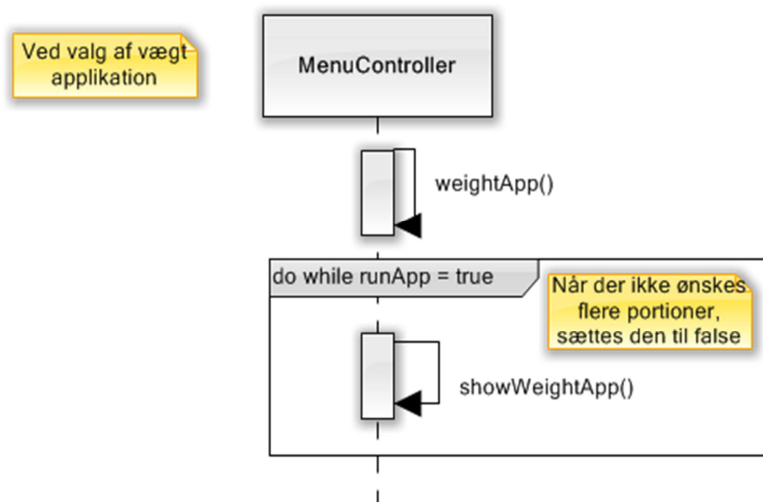 Ved valg af vægt
applikation
MenuController
weightApp()
do while runApp = true
Når der ikke ønskes
flere portioner,
sættes den til false
showWeightApp()